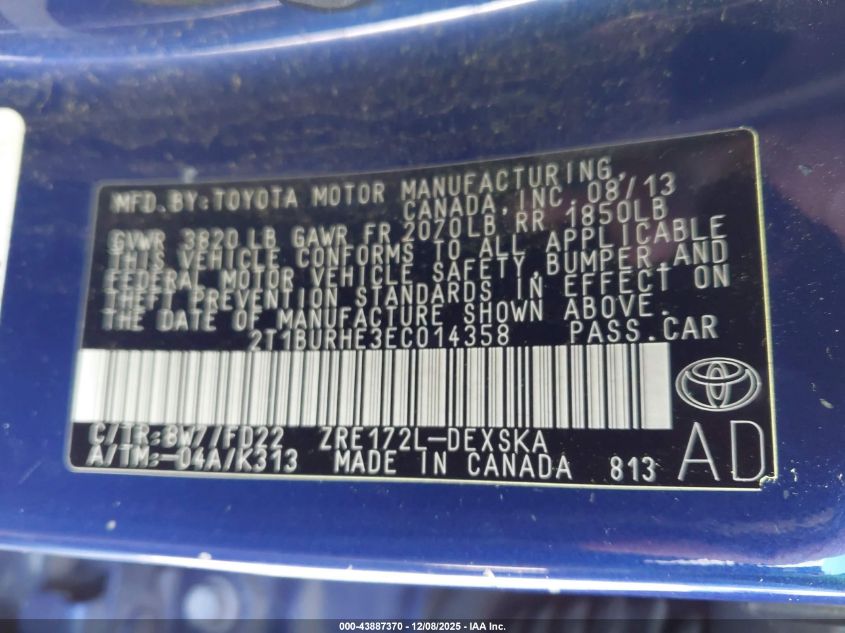 MFD. BY: TOYOTA MOTOR MANUFACTURING,
CANADA, INC. 08/13
GVWR 3820 LB GAWR FR 2070LB RR 1850LB
THIS VEHICLE CONFORMS TO ALL APPLICABLE
FEDERAL MOTOR VEHICLE SAFETY, BUMPER AND
THEFT PREVENTION STANDARDS IN EFFECT ON
THE DATE OF MANUFACTURE SHOWN ABOVE.
2T1BURHE3EC014358 PASS.CAR
C/TR:8W7/FD22 ZRE172L-DEXSKA
A/TM:-04A/K313 MADE IN CANADA 813
AD
000-43887370 • 12/08/2025 - IAA Inc.